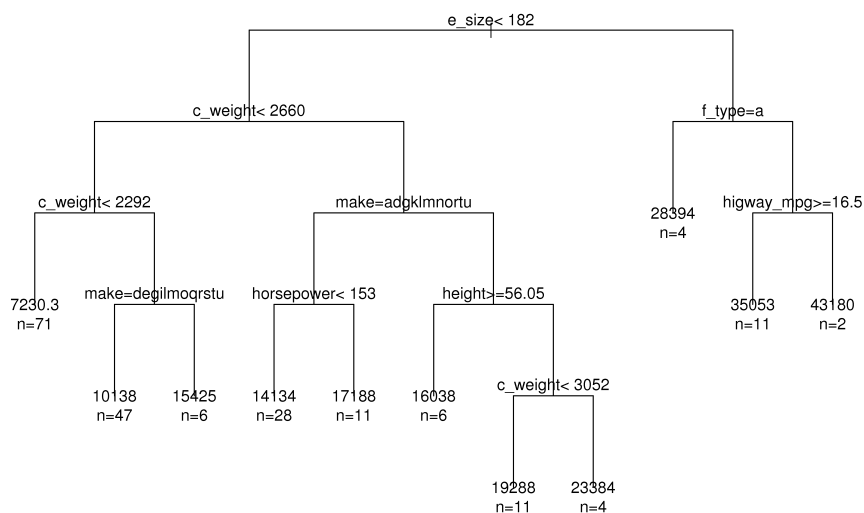 e_size< 182
c_weight< 2660
f_type=a
c_weight< 2292
make=adgklmnortu
28394
n=4
higway_mpg>=16.5
7230.3
n=71
make=degilmoqrstu
horsepower< 153
height>=56.05
35053
n=11
43180
n=2
10138
n=47
15425
n=6
14134
n=28
17188
n=11
16038
n=6
c_weight< 3052
19288
n=11
23384
n=4